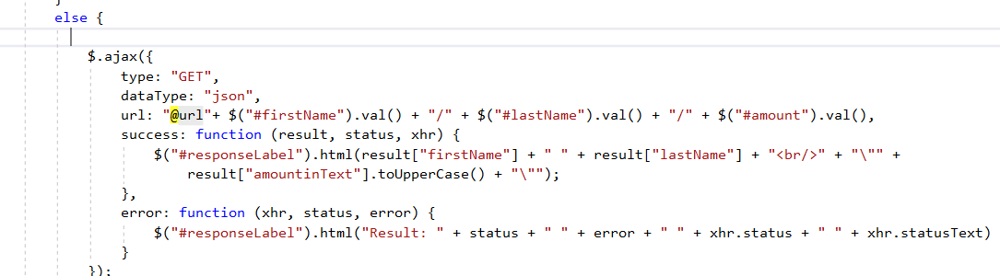 }
else {
$.ajax({
type: "GET",
dataType: "json",
url: "@url"+ $("#firstName").val() + "/" + $("#lastName").val() + "/" + $("#amount").val(),
success: function (result, status, xhr) {
$("#responseLabel").html(result["firstName"] + " " + result["lastName"] + "<br/>" + "\"" +
result["amountinText"].toUpperCase() + "\"");
},
error: function (xhr, status, error) {
$("#responseLabel").html("Result: " + status + " " + error + " " + xhr.status + " " + xhr.statusText)
}
});